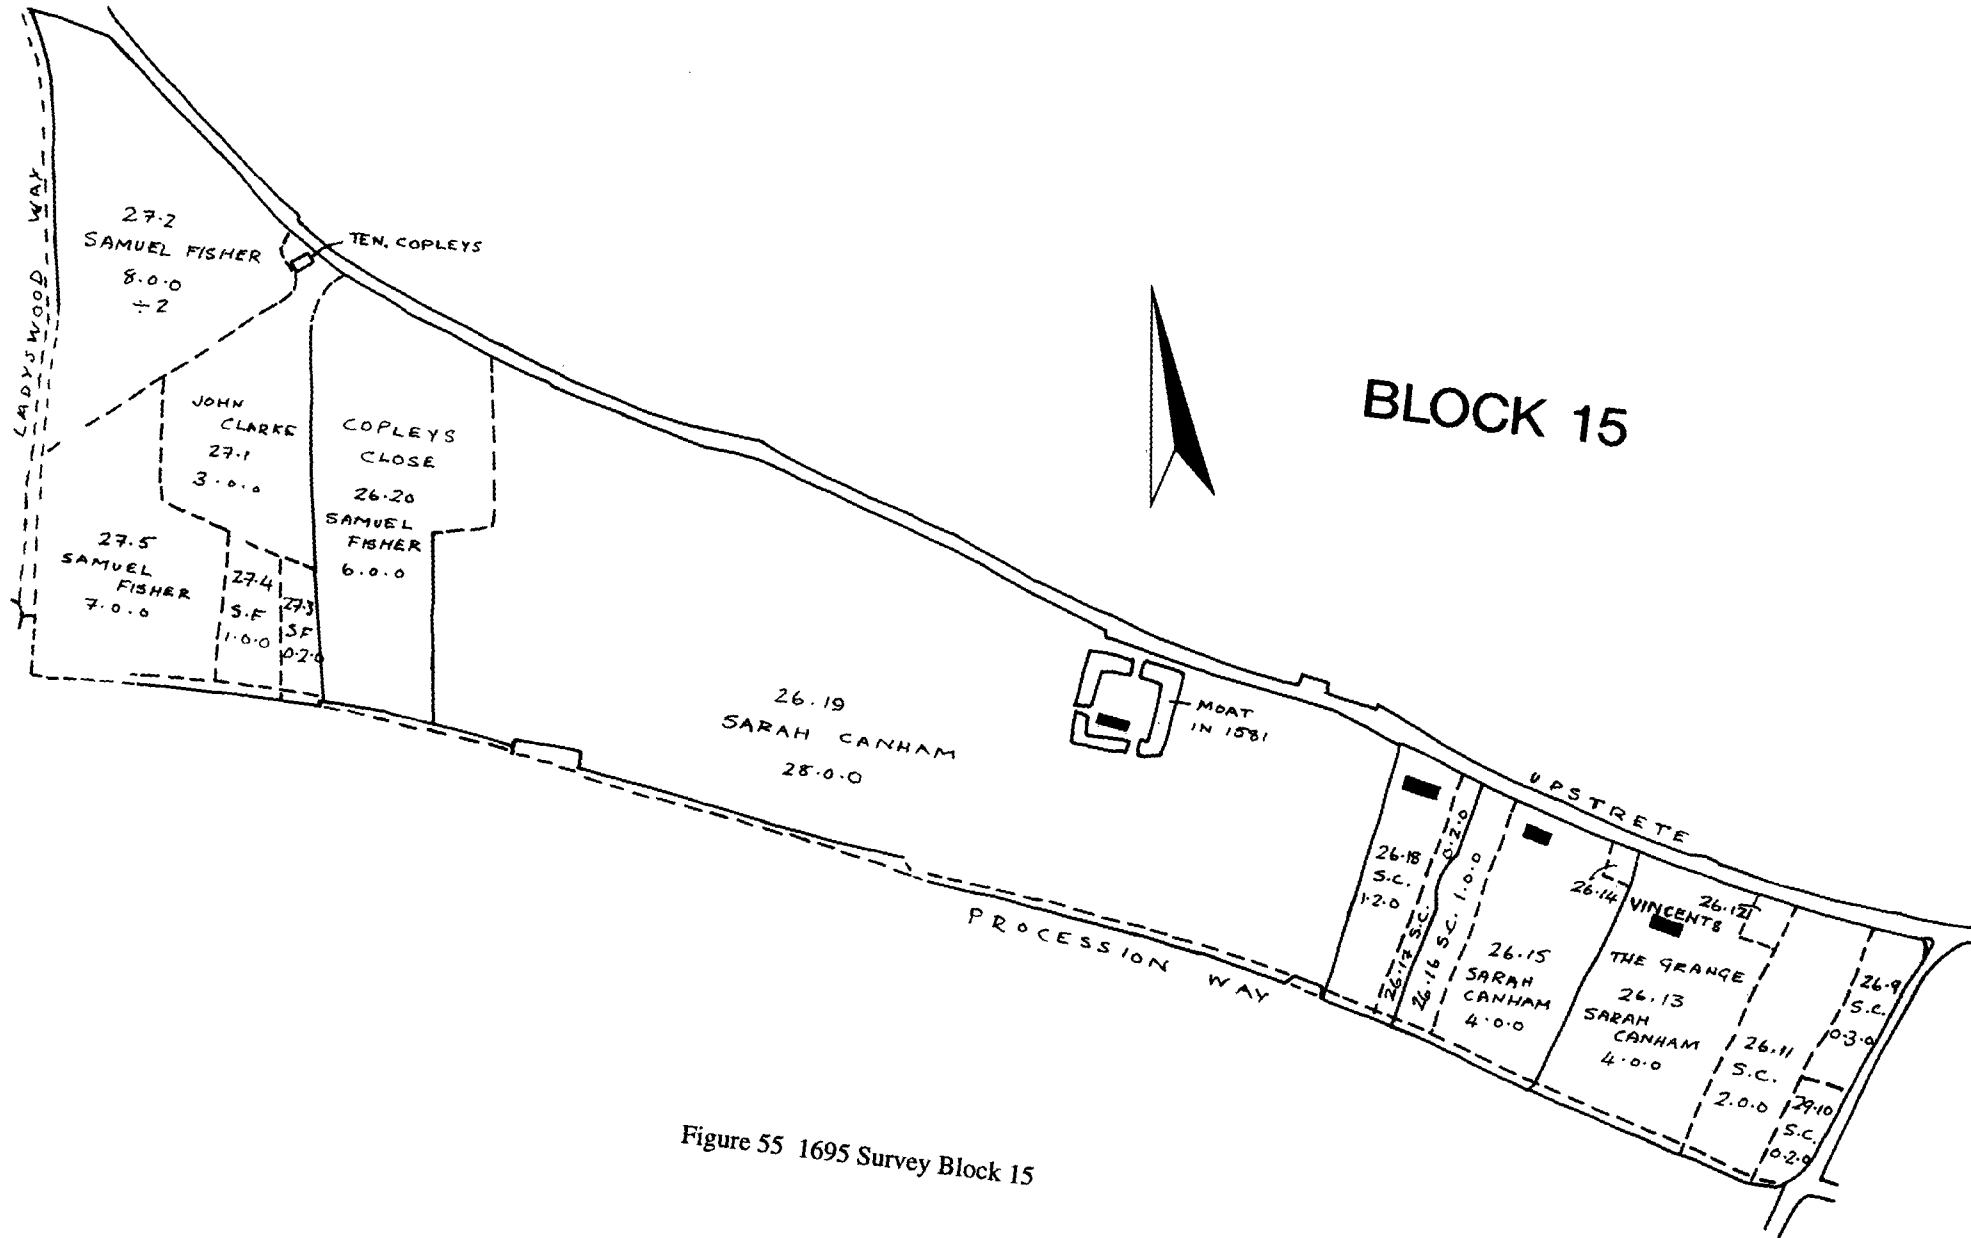 BLOCK 15
LADYSWOOD WAY
27.2
SAMUEL FISHER
8.0.0
÷2
TEN. COPLEYS
JOHN
CLARKE
27.1
3.0.0
COPLEYS
CLOSE
26.20
SAMUEL
FISHER
6.0.0
27.5
SAMUEL
FISHER
7.0.0
27.4
S.F
1.0.0
27.3
SF
0.2.0
26.19
SARAH CANHAM
28.0.0
MOAT
IN 1581
UPSTRETE
PROCESSION WAY
26.18
S.C.
1.2.0
26.17 S.C. 0.2.0
26.16 S.C. 1.0.0
26.15
SARAH
CANHAM
4.0.0
26.14
VINCENTS
26.12
THE GRANGE
26.13
SARAH
CANHAM
4.0.0
26.11
S.C.
2.0.0
26.9
S.C.
0.3.0
29.10
S.C.
0.2.0
Figure 55 1695 Survey Block 15